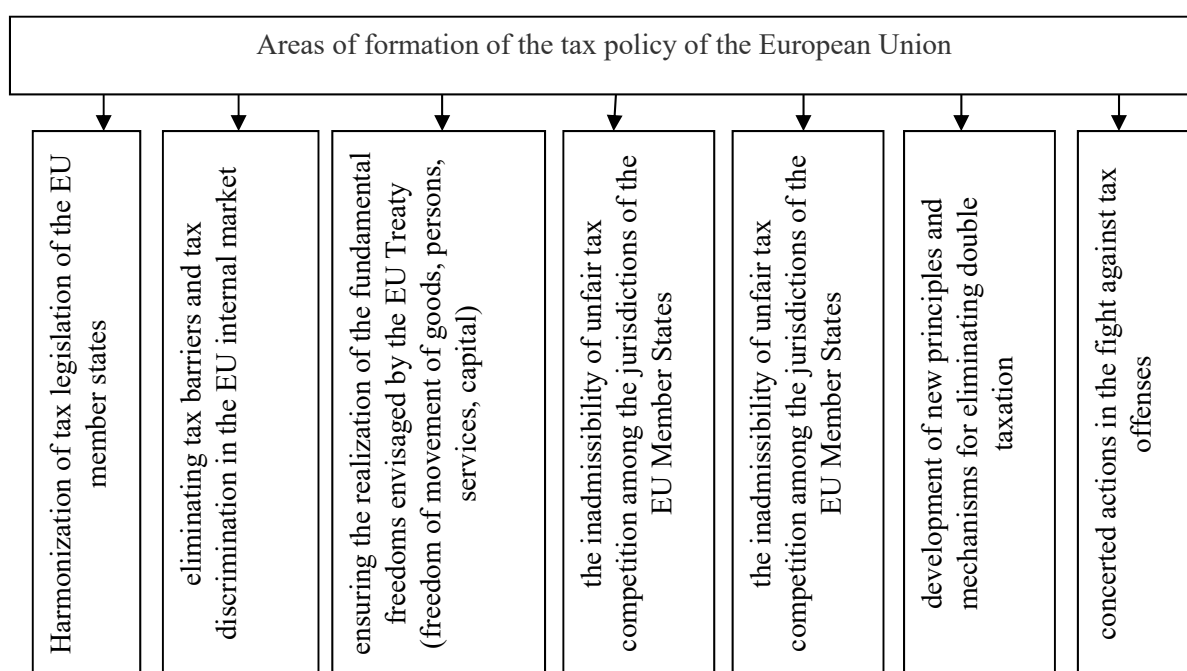 Areas of formation of the tax policy of the European Union
Harmonization of tax legislation of the EU
member states
eliminating tax barriers and tax
discrimination in the EU internal market
ensuring the realization of the fundamental
freedoms envisaged by the EU Treaty
(freedom of movement of goods, persons,
services, capital)
the inadmissibility of unfair tax
competition among the jurisdictions of the
EU Member States
the inadmissibility of unfair tax
competition among the jurisdictions of the
EU Member States
development of new principles and
mechanisms for eliminating double
taxation
concerted actions in the fight against tax
offenses